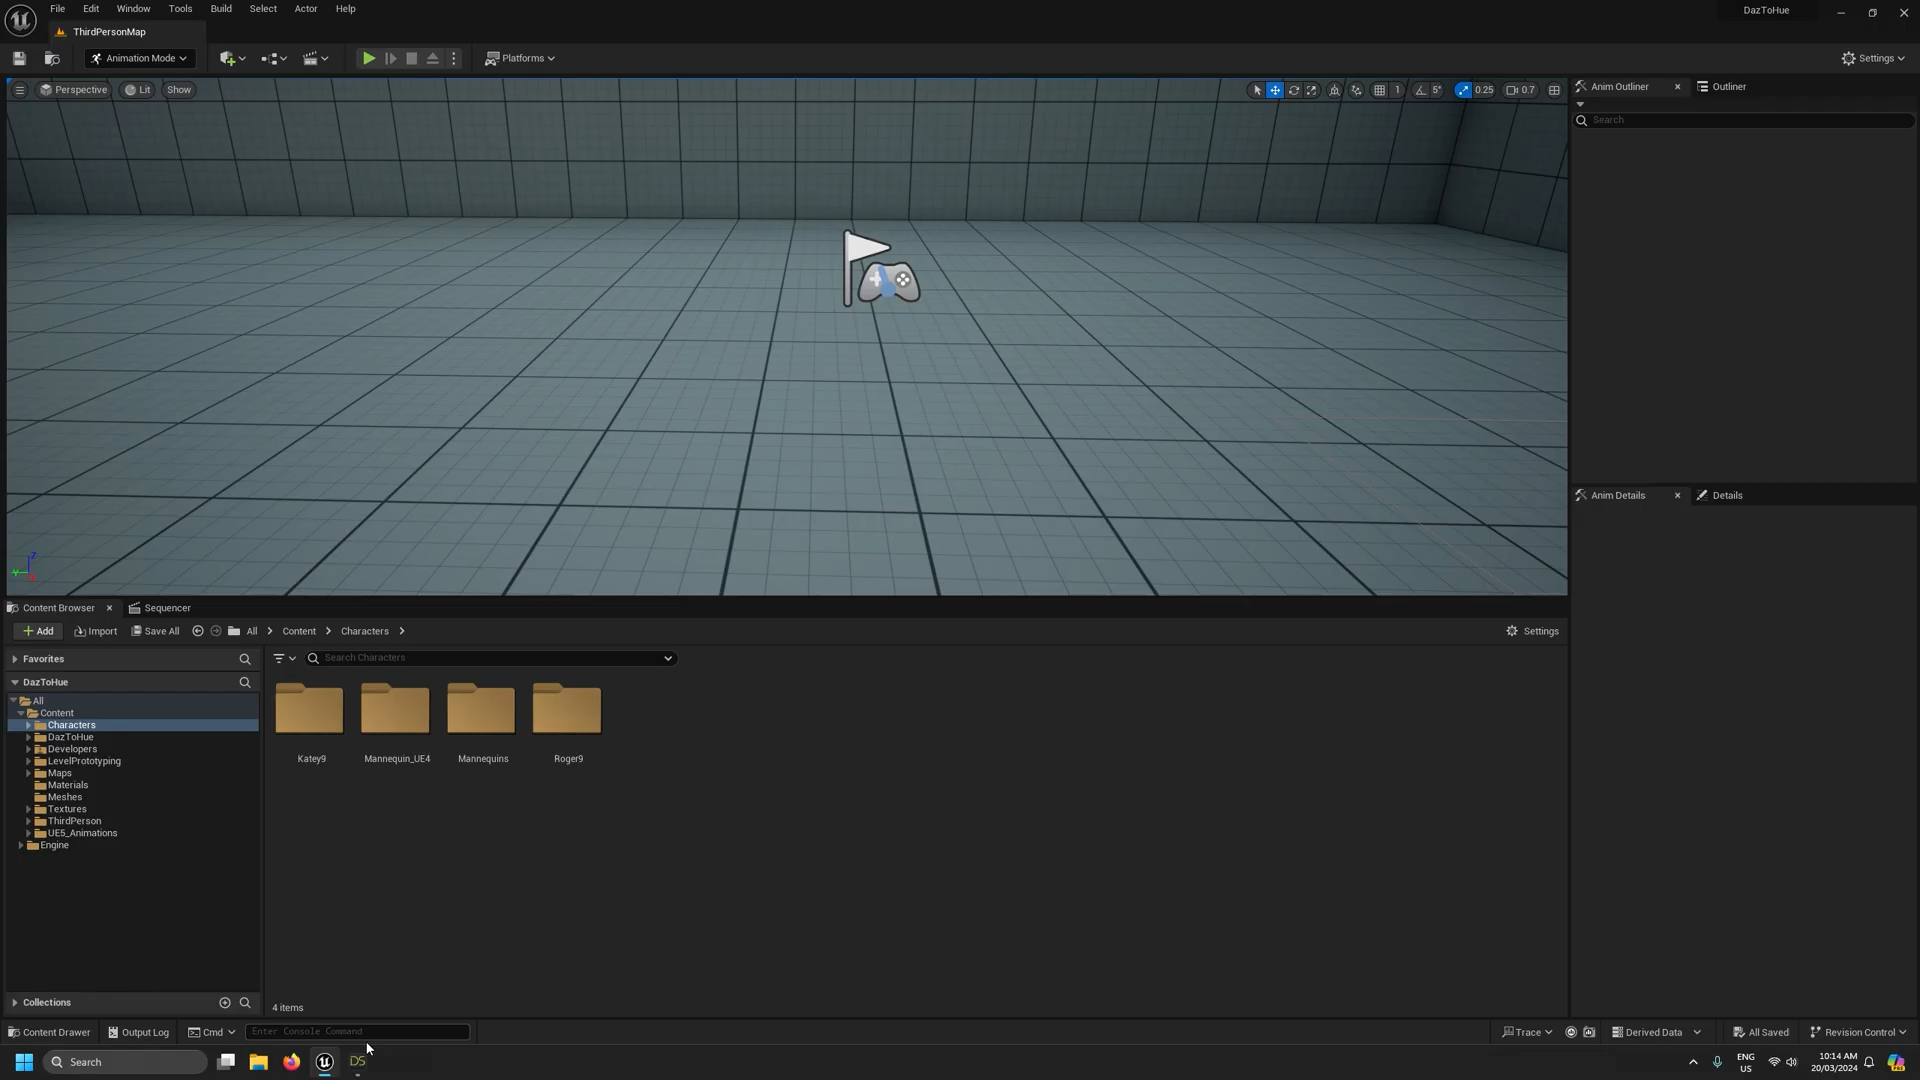 File Edit Window Tools Build Select Actor Help
DazToHue
ThirdPersonMap
Animation Mode
Platforms
Settings
Perspective
Lit
Show
1
5°
0.25
0.7
Anim Outliner
Outliner
Search
Anim Details
Details
Z
Y
Content Browser
Sequencer
Add
Import
Save All
All
Content
Characters
Settings
Favorites
Search Characters
DazToHue
All
Content
Characters
DazToHue
Developers
LevelPrototyping
Maps
Materials
Meshes
Textures
ThirdPerson
UE5_Animations
Engine
Katey9
Mannequin_UE4
Mannequins
Roger9
Collections
4 items
Content Drawer
Output Log
Cmd
Enter Console Command
Trace
Derived Data
All Saved
Revision Control
Search
DS
ENG
US
10:14 AM
20/03/2024